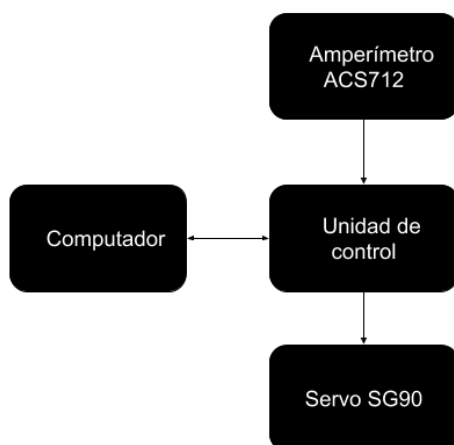 Amperímetro
ACS712
Computador
Unidad de
control
Servo SG90